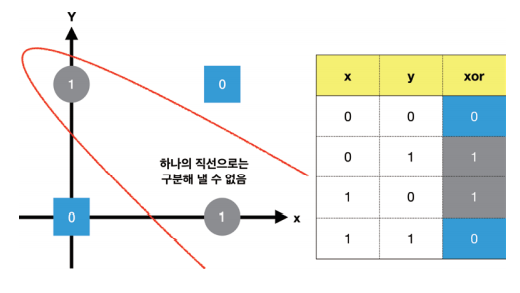 Y
1
0
하나의 직선으로는
구분해 낼 수 없음
0
1
x
x y xor
0 0 0
0 1 1
1 0 1
1 1 0